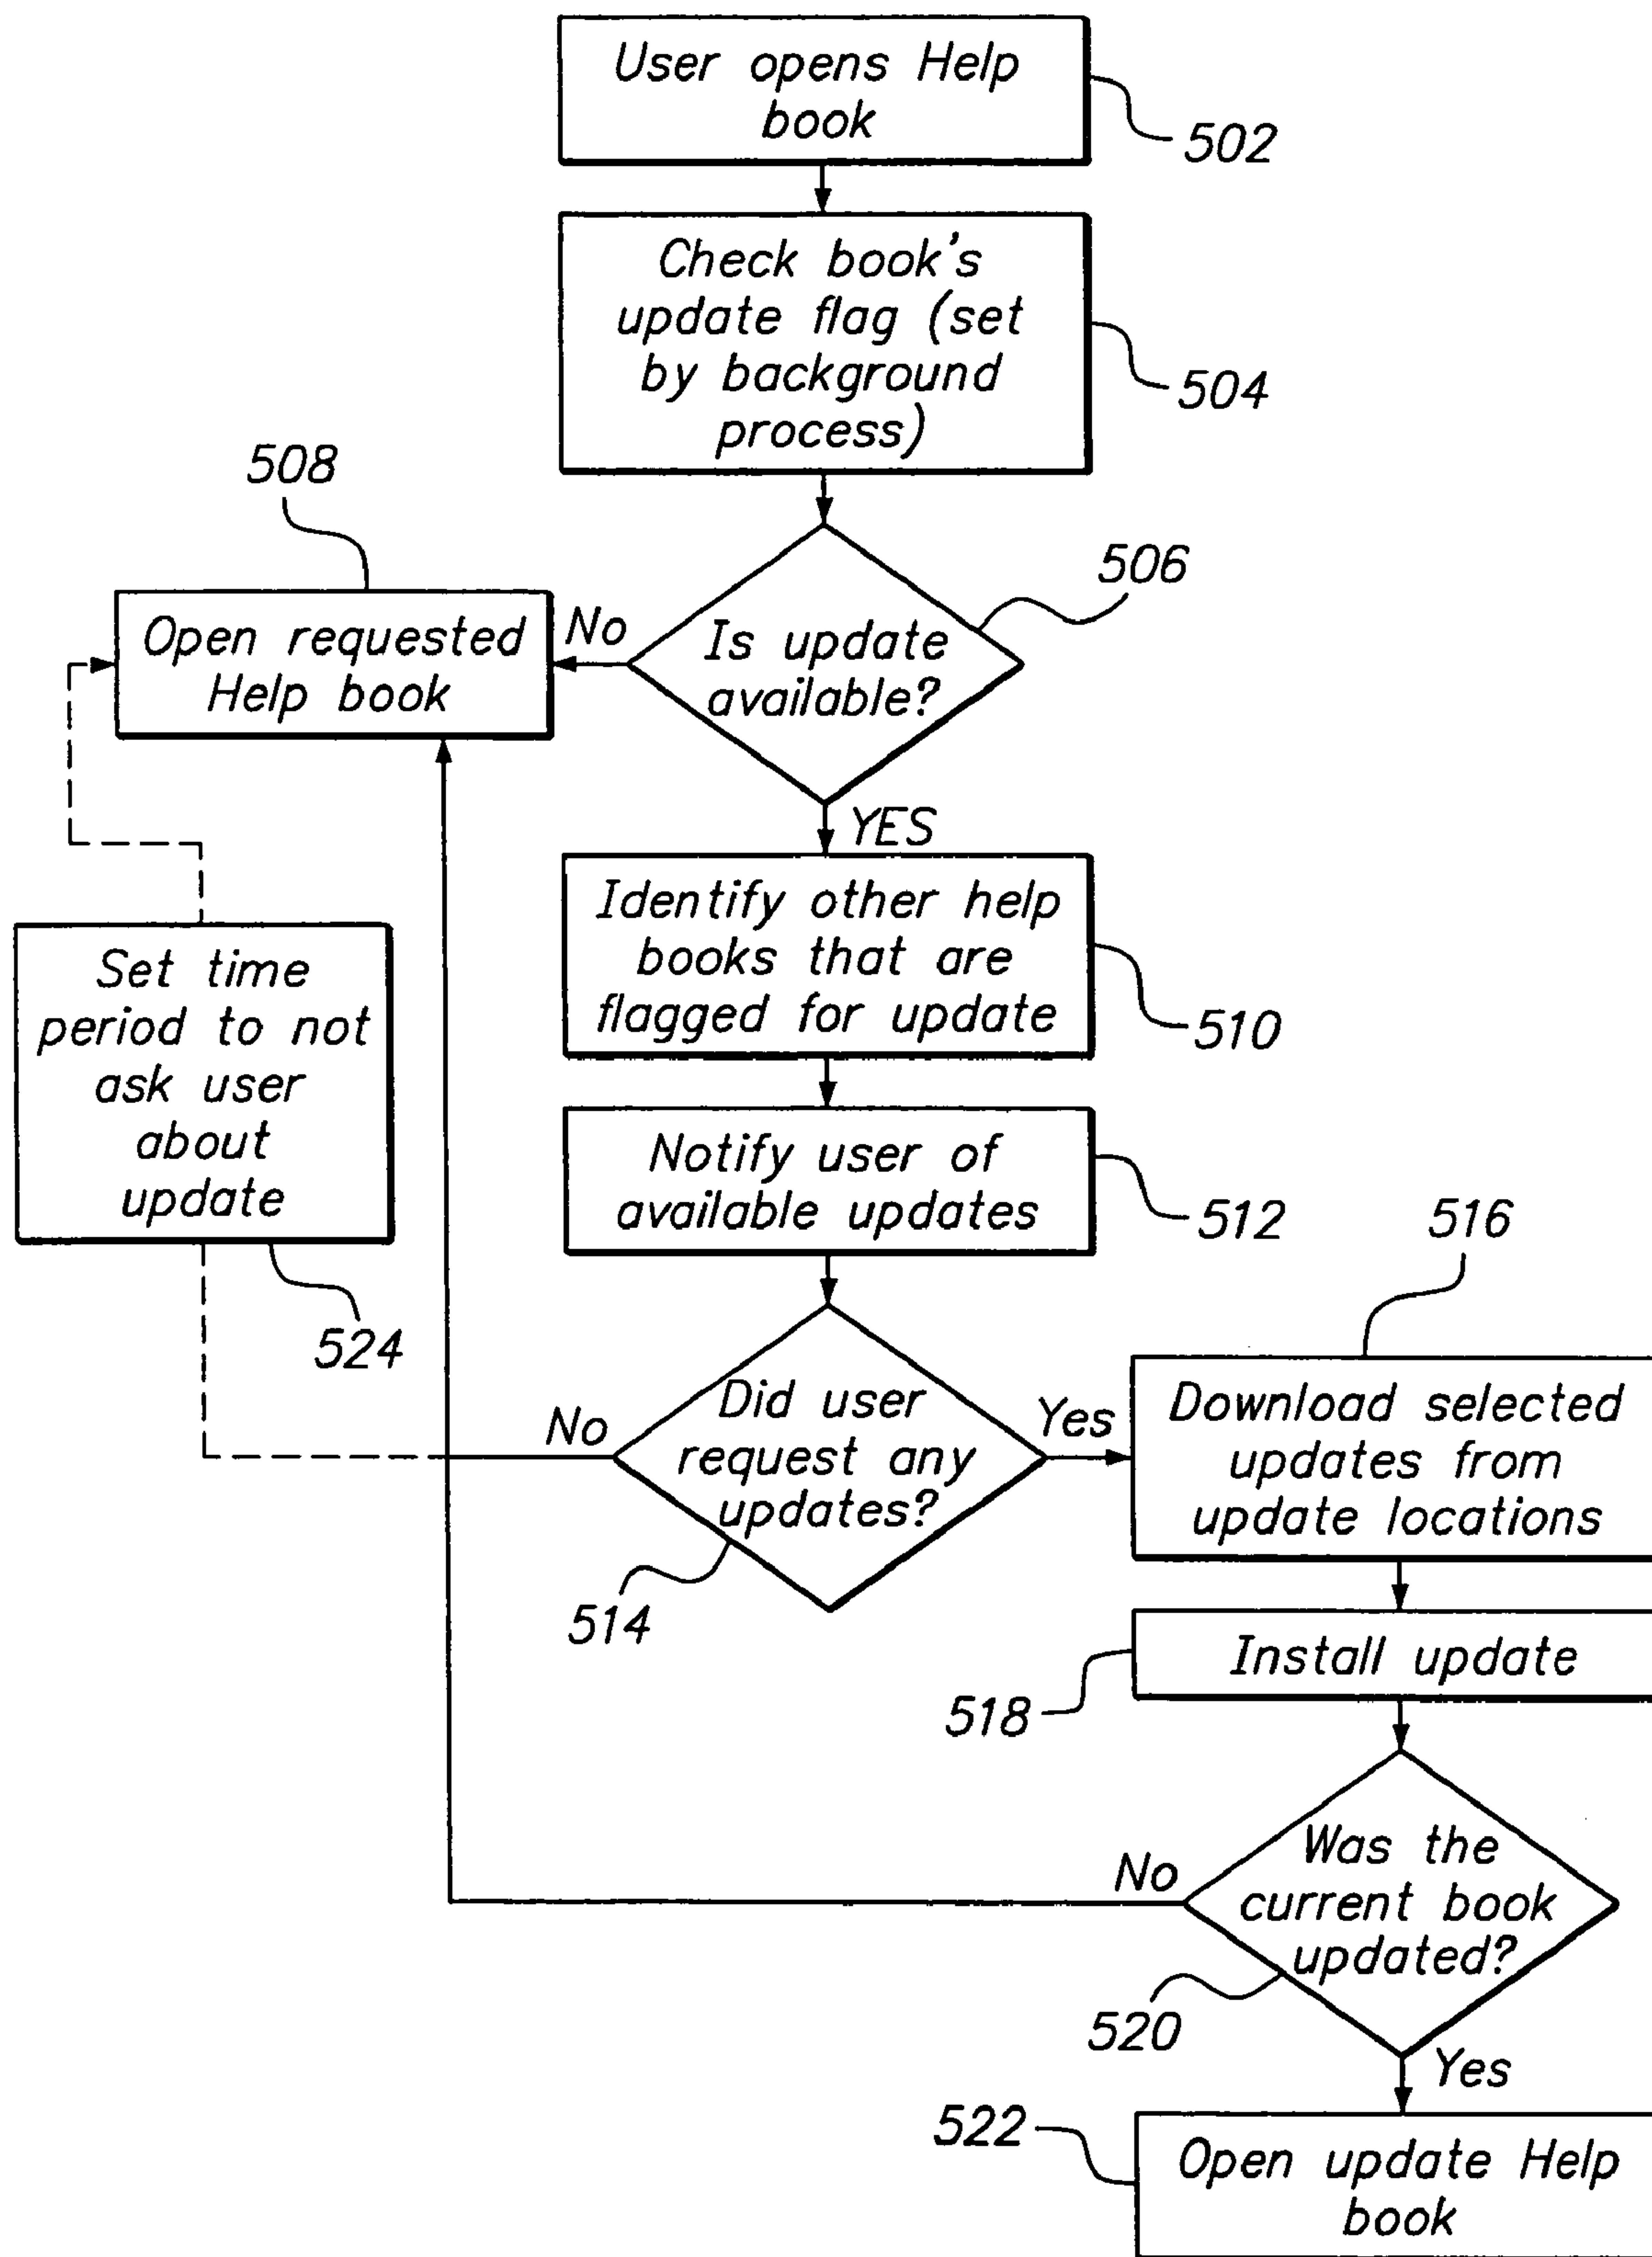 User opens Help
book
502
Check book's
update flag (set
by background
process)
504
508
506
Open requested
Help book
No
Is update
available?
YES
Identify other help
books that are
flagged for update
510
Set time
period to not
ask user
about
update
524
Notify user of
available updates
512
516
No
Did user
request any
updates?
514
Yes
Download selected
updates from
update locations
Install update
518
No
Was the
current book
updated?
520
Yes
522
Open update Help
book